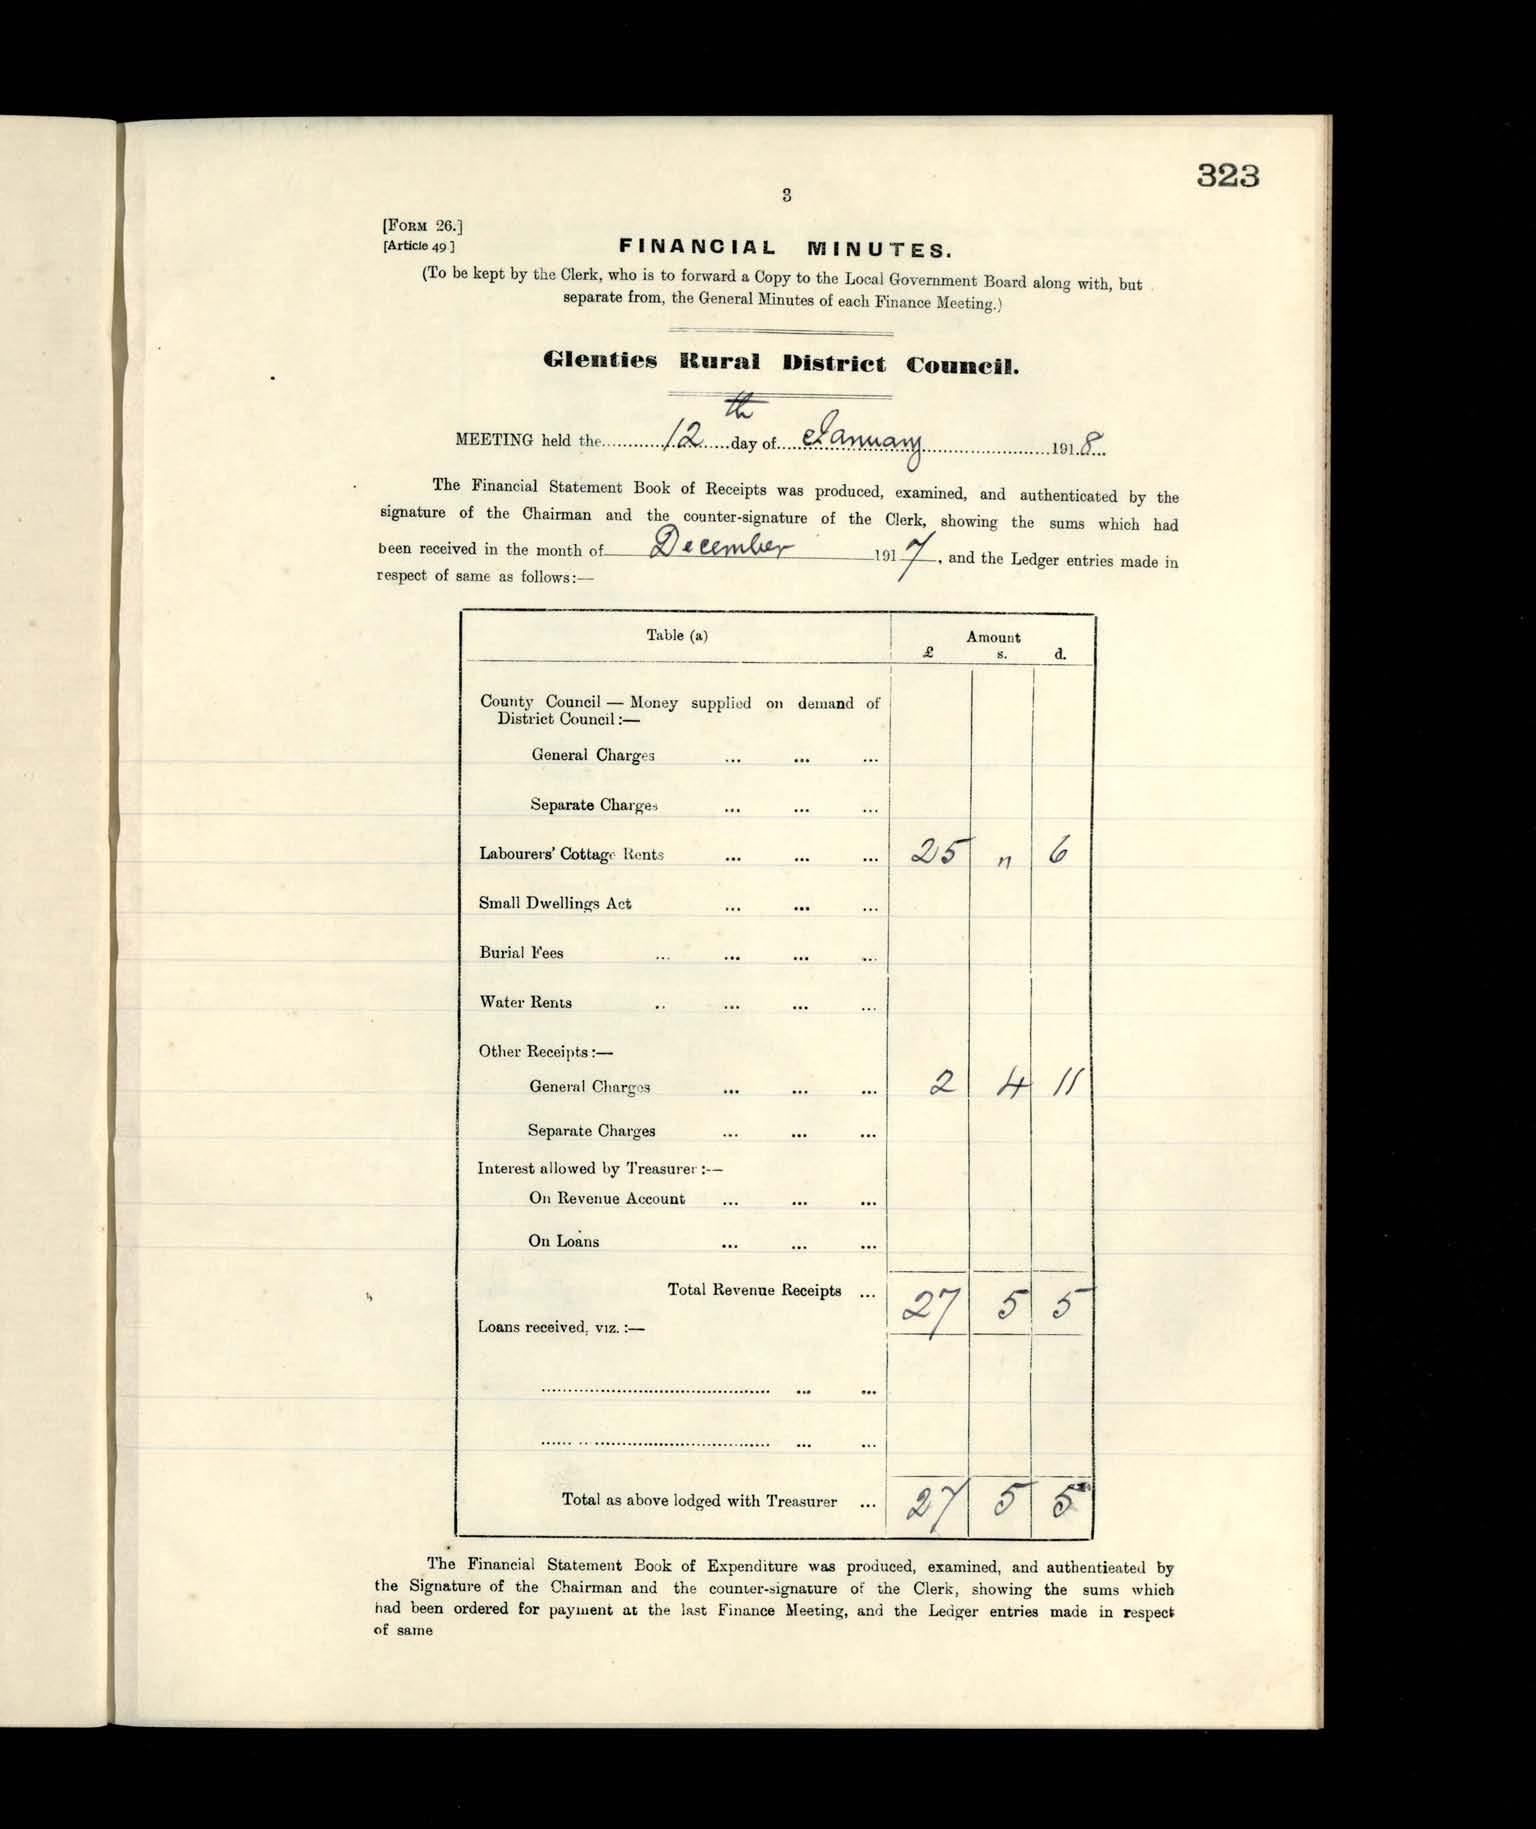 323
3
[FORM 26.]
[Article 49 ]
FINANCIAL MINUTES.
(To be kept by the Clerk, who is to forward a Copy to the Local Government Board along with, but
separate from, the General Minutes of each Finance Meeting.)
Glenties Rural District Council.
MEETING held the 12th day of January 1918
The Financial Statement Book of Receipts was produced, examined, and authenticated by the
signature of the Chairman and the counter-signature of the Clerk, showing the sums which had
been received in the month of December 1917, and the Ledger entries made in
respect of same as follows:—
Table (a) Amount
£ s. d.
County Council — Money supplied on demand of
District Council :—
General Charges ... ... ...
Separate Charges ... ... ...
Labourers' Cottage Rents ... ... ... 25 " 6
Small Dwellings Act ... ... ...
Burial Fees ... ... ... ...
Water Rents .. ... ... ...
Other Receipts :—
General Charges ... ... ... 2 4 11
Separate Charges ... ... ...
Interest allowed by Treasurer :—
On Revenue Account ... ... ...
On Loans ... ... ...
Total Revenue Receipts ... 27 5 5
Loans received, viz. :—
... ...
... ...
Total as above lodged with Treasurer ... 27 5 5
The Financial Statement Book of Expenditure was produced, examined, and authenticated by
the Signature of the Chairman and the counter-signature of the Clerk, showing the sums which
had been ordered for payment at the last Finance Meeting, and the Ledger entries made in respect
of same